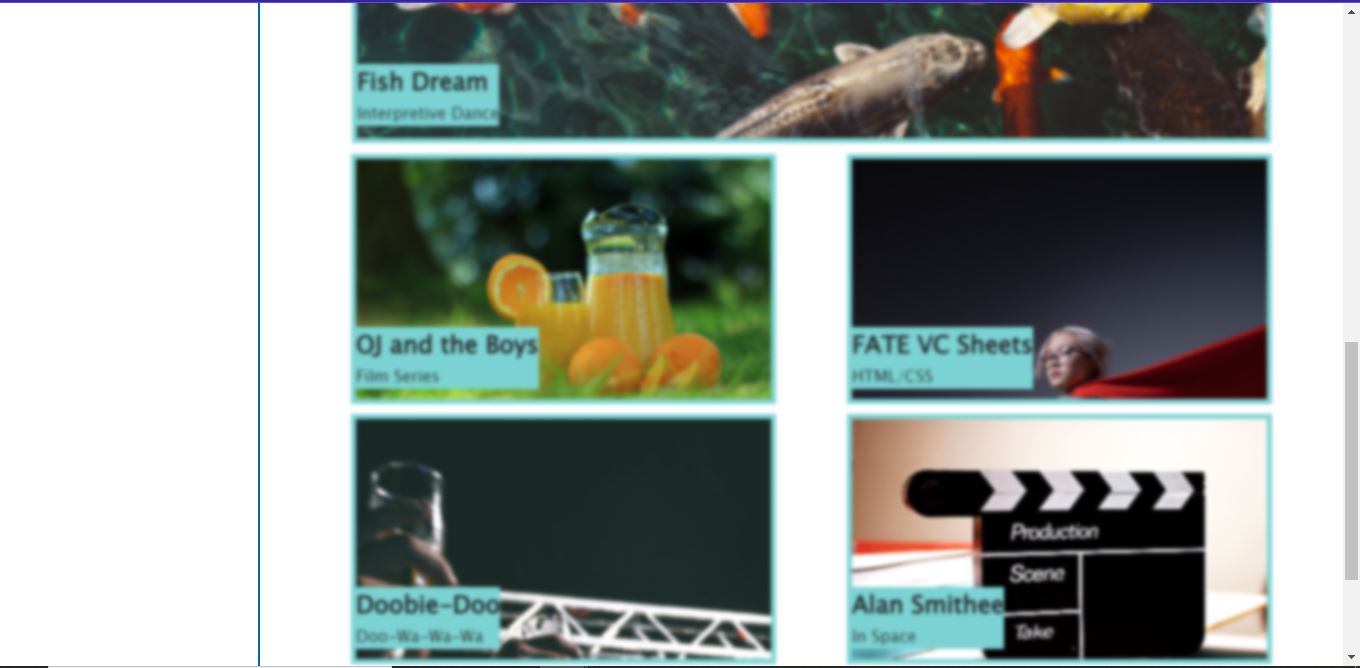 Fish Dream
Interpretive Dance
OJ and the Boys
Film Series
FATE VC Sheets
HTML/CSS
Production
Scene
Take
Doobie-Doo
Doo-Wa-Wa-Wa
Alan Smithee
In Space